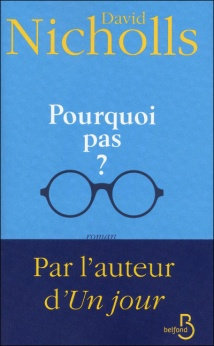 David
Nicholls
Pourquoi
pas
?
roman
Par l'auteur
d'Un jour
belfond